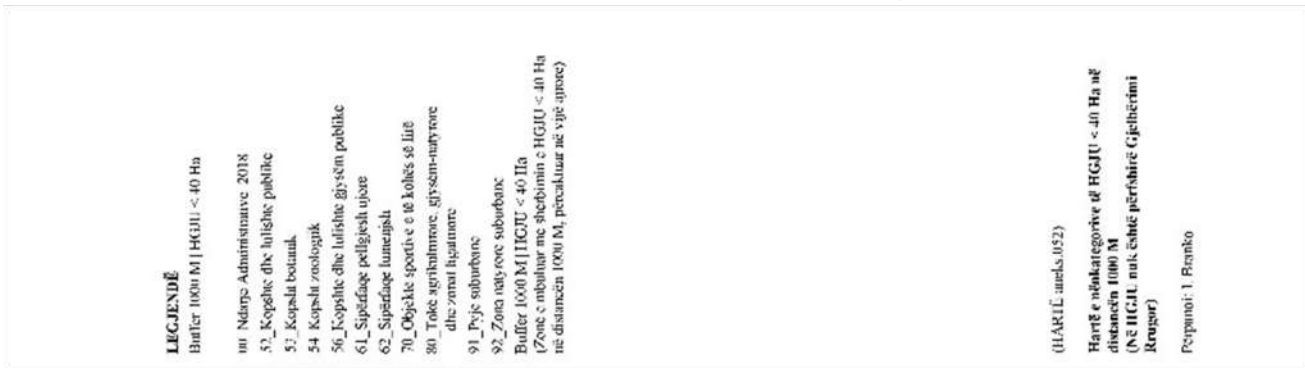 LEGJENDË
Buffer 1000 M | HGJU < 40 Ha
00 Ndarje Administrative 2018
52_Kopshte dhe lulishte publike
53_Kopsht botanik
54 Kopsht zoologjik
56_Kopshte dhe lulishte gjysëm publike
61_Sipërfaqe pellgjesh ujore
62_Sipërfaqe lumenjsh
70_Objekte sportive e të kohës së lirë
80_Tokë agrikulturore, gjysëm-natyrore
dhe zonat ligatinore
91_Pyje suburbane
92_Zona natyrore suburbane
Buffer 1000 M | HGJU < 40 Ha
(Zonë e mbuluar me shërbimin e HGJU < 40 Ha
në distancën 1000 M, përcaktuar në vijë ajrore)
(HARTË aneks.052)
Hartë e nënkategorive të HGJU < 40 Ha në
distancën 1000 M
(Në HGJU nuk është përfshirë Gjelbërimi
Rrugor)
Përpunoi: I. Branko